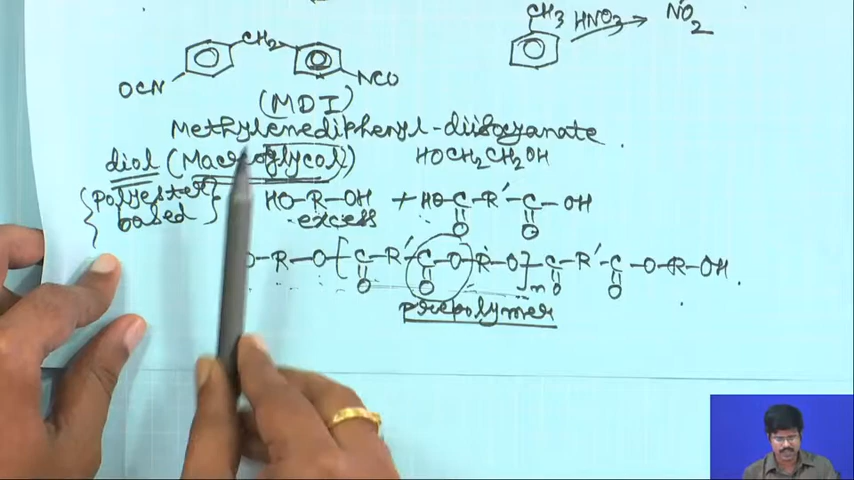 CH3 HNO3 → NO2
CH2
OCN NCO
(MDI)
Methylenediphenyl-diisocyanate
diol (Macroglycol) HOCH2CH2OH
{polyester based} HO-R-OH + HO-C-R'-C-OH
excess O O
-R-O-[C-R'-C-O-R-O]n-C-R'-C-O-R-OH
O O O O
prepolymer